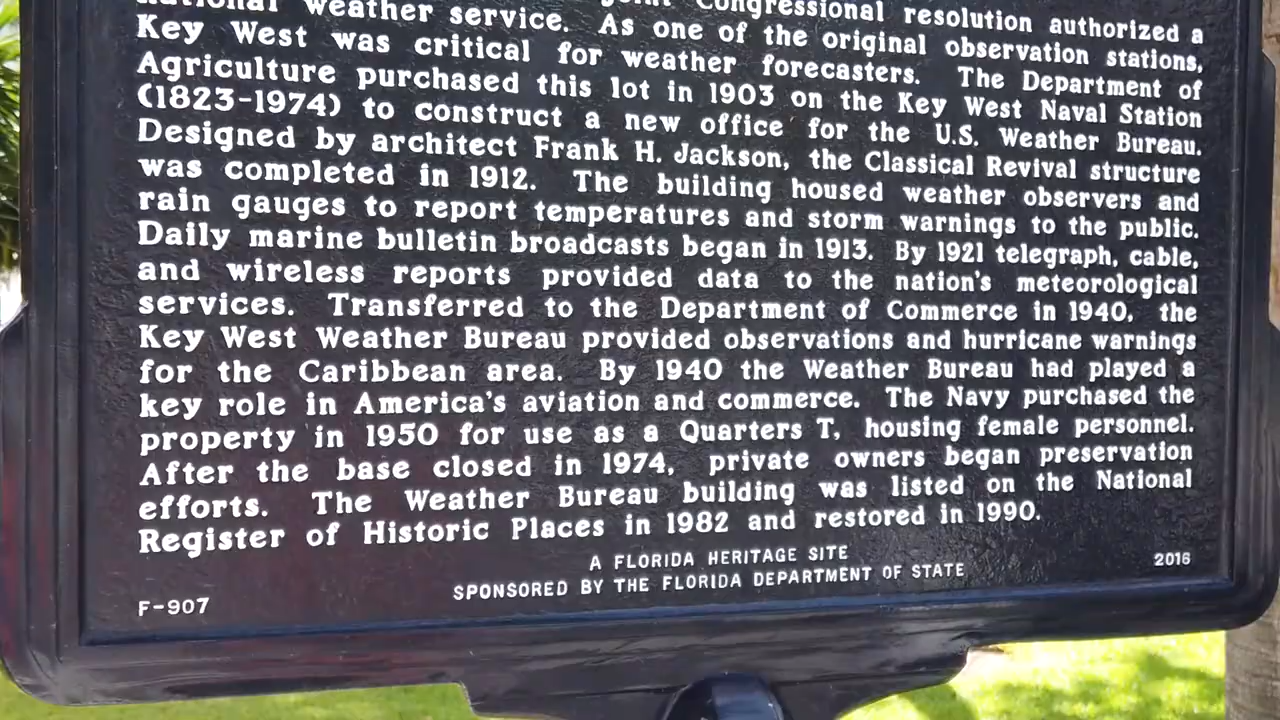 national weather service. As one of the original observation stations,
Congressional resolution authorized a
Key West was critical for weather forecasters. The Department of
Agriculture purchased this lot in 1903 on the Key West Naval Station
(1823-1974) to construct a new office for the U.S. Weather Bureau.
Designed by architect Frank H. Jackson, the Classical Revival structure
was completed in 1912. The building housed weather observers and
rain gauges to report temperatures and storm warnings to the public.
Daily marine bulletin broadcasts began in 1913. By 1921 telegraph, cable,
and wireless reports provided data to the nation's meteorological
services. Transferred to the Department of Commerce in 1940, the
Key West Weather Bureau provided observations and hurricane warnings
for the Caribbean area. By 1940 the Weather Bureau had played a
key role in America's aviation and commerce. The Navy purchased the
property in 1950 for use as a Quarters T, housing female personnel.
After the base closed in 1974, private owners began preservation
efforts. The Weather Bureau building was listed on the National
Register of Historic Places in 1982 and restored in 1990.
A FLORIDA HERITAGE SITE
SPONSORED BY THE FLORIDA DEPARTMENT OF STATE
F-907
2016